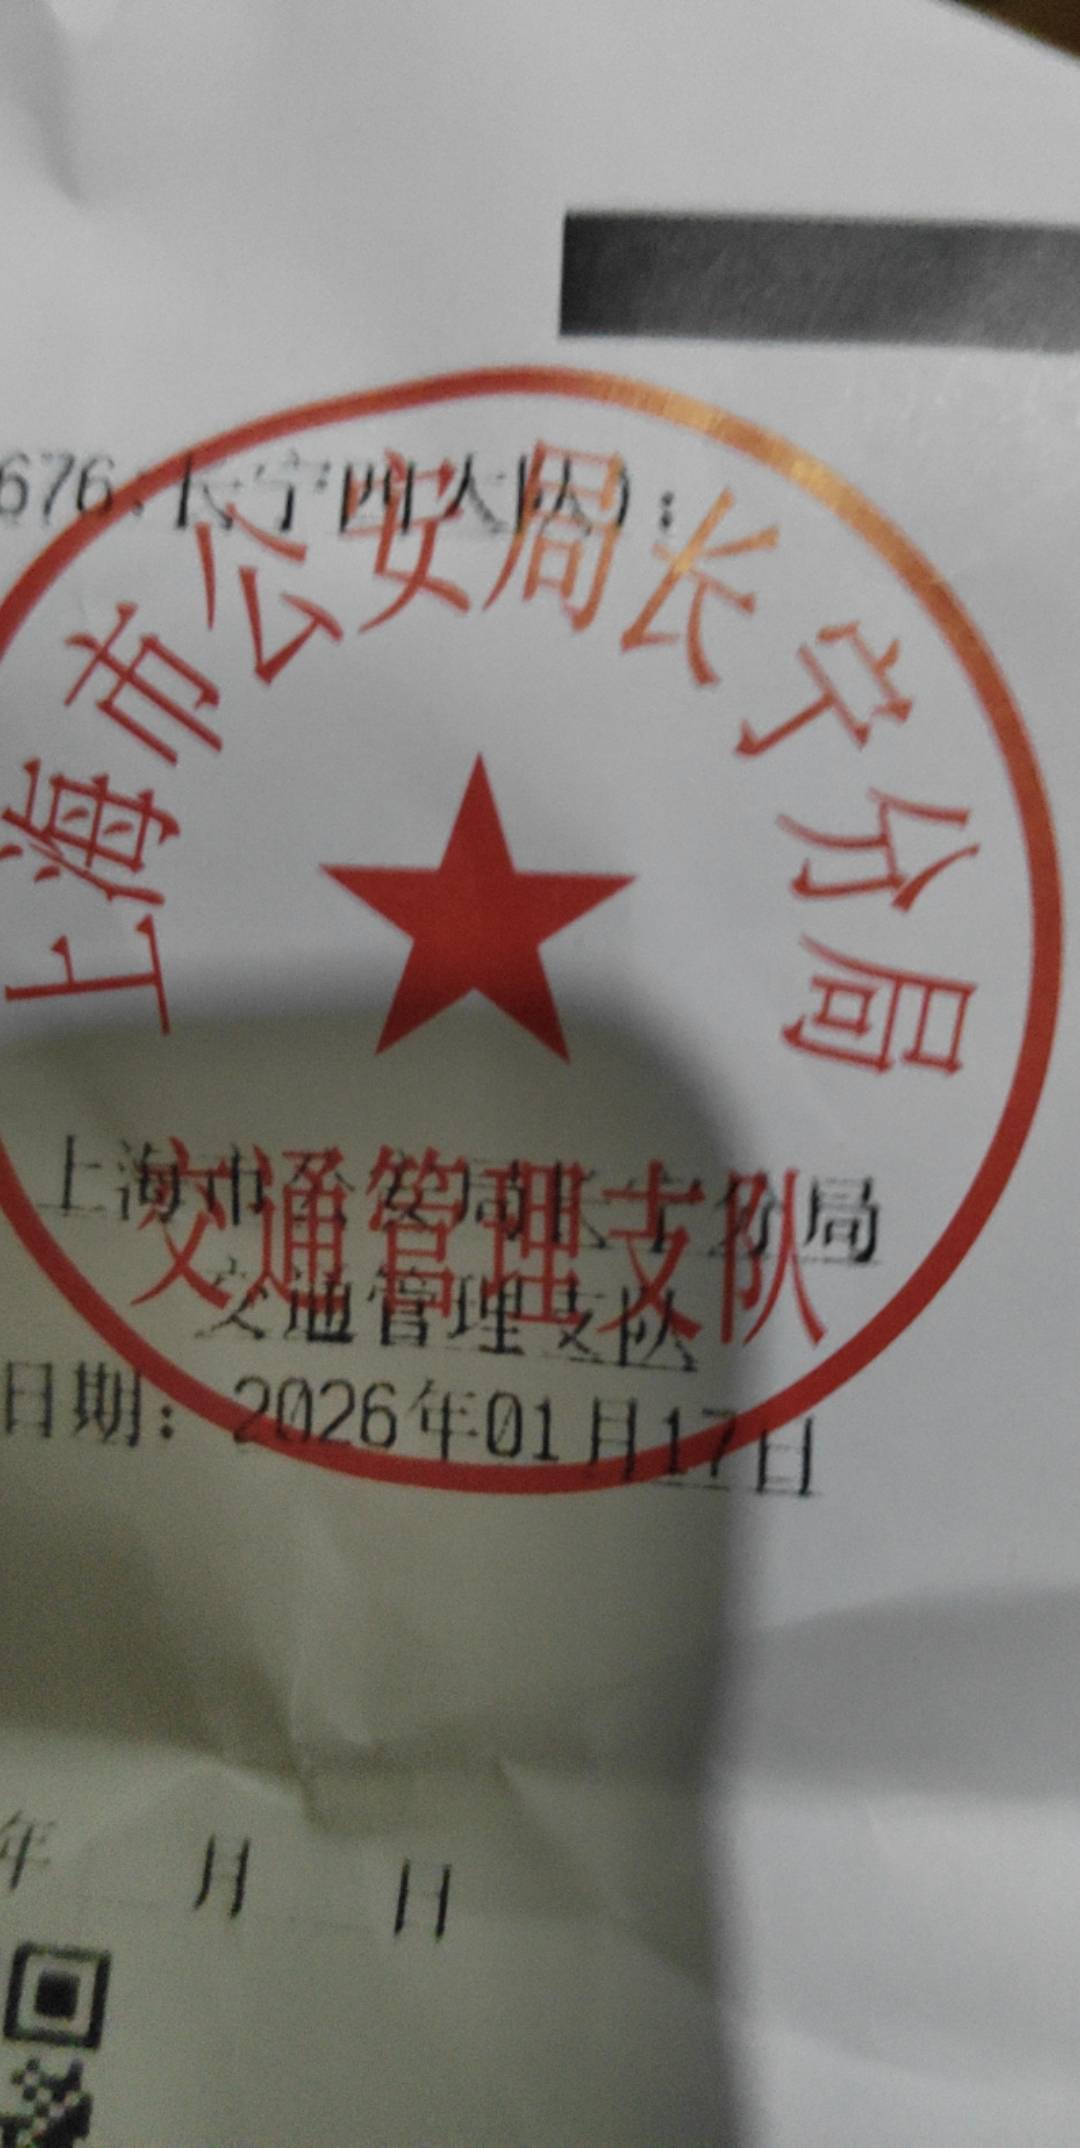 676.长宁四大队):
上海市公安局长宁分局
交通管理支队
上海市公安局长宁分局
交通管理支队
日期: 2026年01月17日
年 月 日